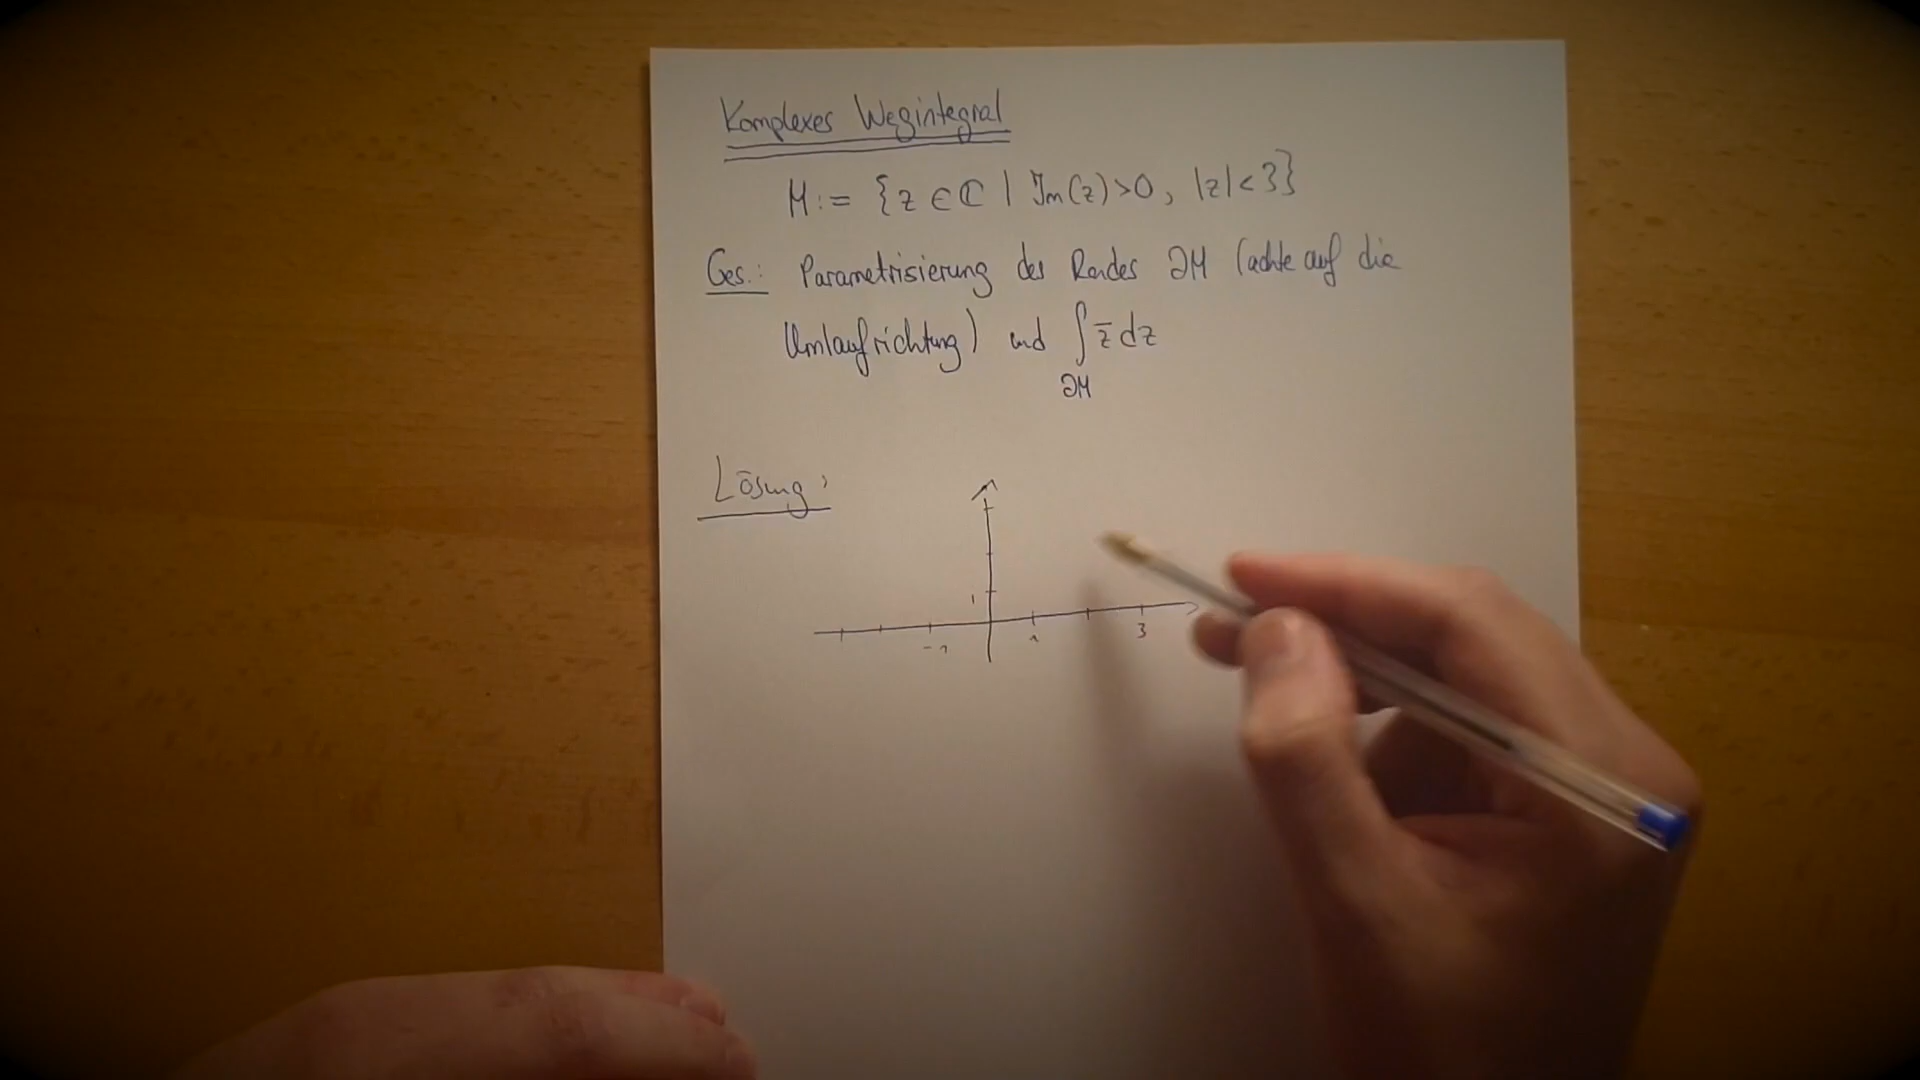 Komplexes Wegintegral
M := {z ∈ ℂ | Im(z)>0, |z|<3}
Ges.: Parametrisierung des Randes ∂M (achte auf die
Umlaufrichtung) und ∫ z̄ dz
∂M
Lösung:
1
-1 1 3